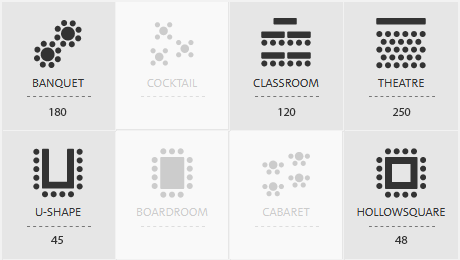 BANQUET
180
COCKTAIL
CLASSROOM
120
THEATRE
250
U-SHAPE
45
BOARDROOM
CABARET
HOLLOWSQUARE
48